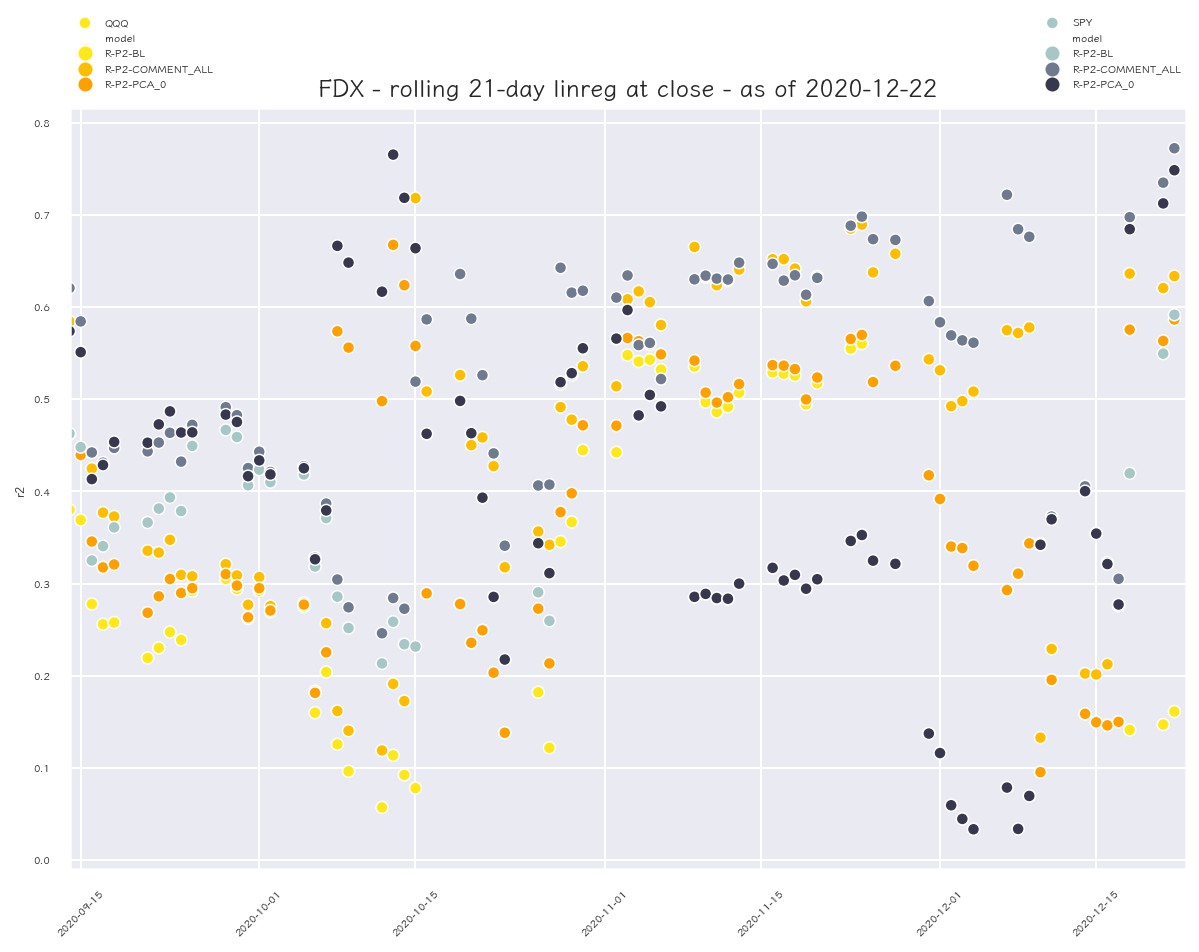 QQQ
model
R-P2-BL
R-P2-COMMENT_ALL
R-P2-PCA_0
SPY
model
R-P2-BL
R-P2-COMMENT_ALL
R-P2-PCA_0
FDX - rolling 21-day linreg at close - as of 2020-12-22
0.8
0.7
0.6
0.5
0.4
0.3
0.2
0.1
0.0
r2
2020-09-15
2020-10-01
2020-10-15
2020-11-01
2020-11-15
2020-12-01
2020-12-15